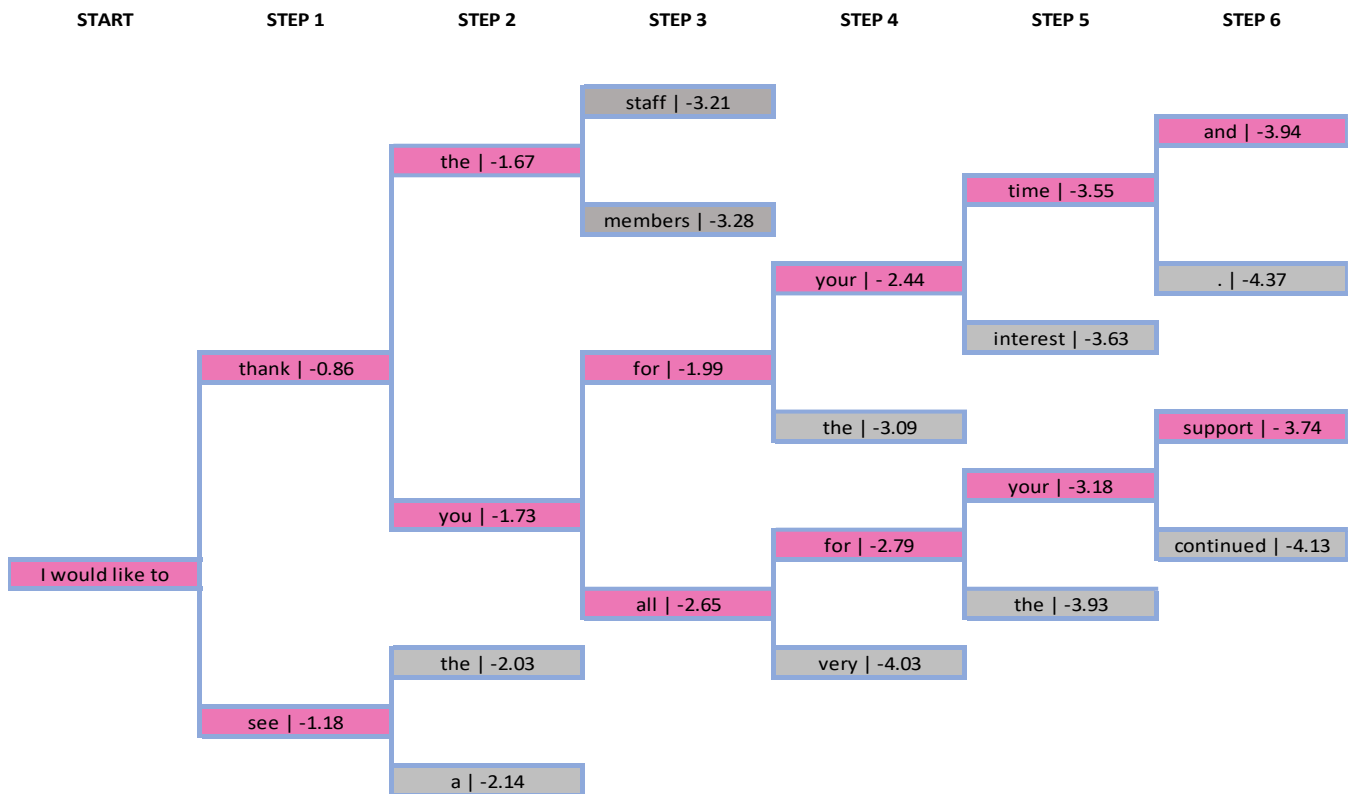 START STEP 1 STEP 2 STEP 3 STEP 4 STEP 5 STEP 6
staff | -3.21
and | -3.94
the | -1.67
time | -3.55
members | -3.28
your | - 2.44
. | -4.37
interest | -3.63
thank | -0.86
for | -1.99
the | -3.09
support | - 3.74
your | -3.18
you | -1.73
for | -2.79
continued | -4.13
I would like to
all | -2.65
the | -3.93
the | -2.03
very | -4.03
see | -1.18
a | -2.14